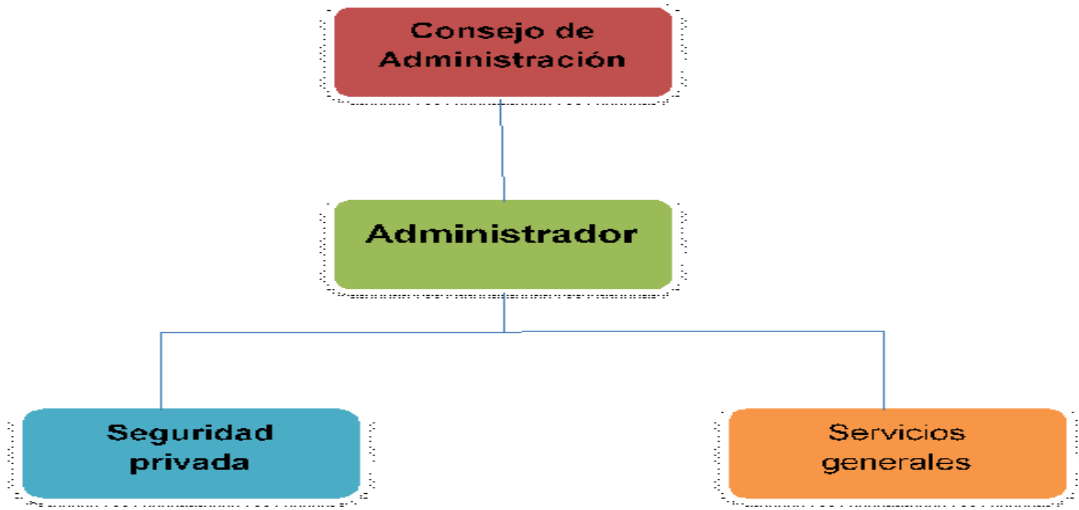 Consejo de
Administración
Administrador
Seguridad
privada
Servicios
generales